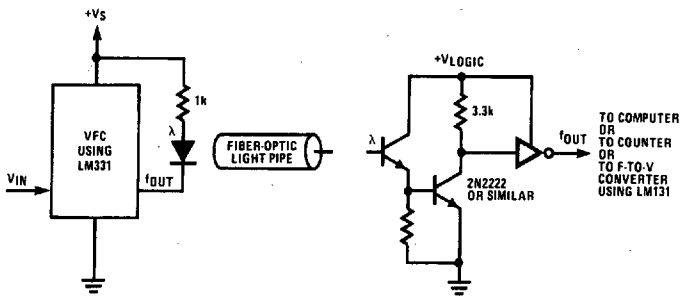 +VS
1k
λ
VFC
USING
LM331
VIN
fOUT
FIBER-OPTIC
LIGHT PIPE
+VLOGIC
3.3k
λ
2N2222
OR SIMILAR
fOUT
TO COMPUTER
OR
TO COUNTER
OR
TO F-TO-V
CONVERTER
USING LM131